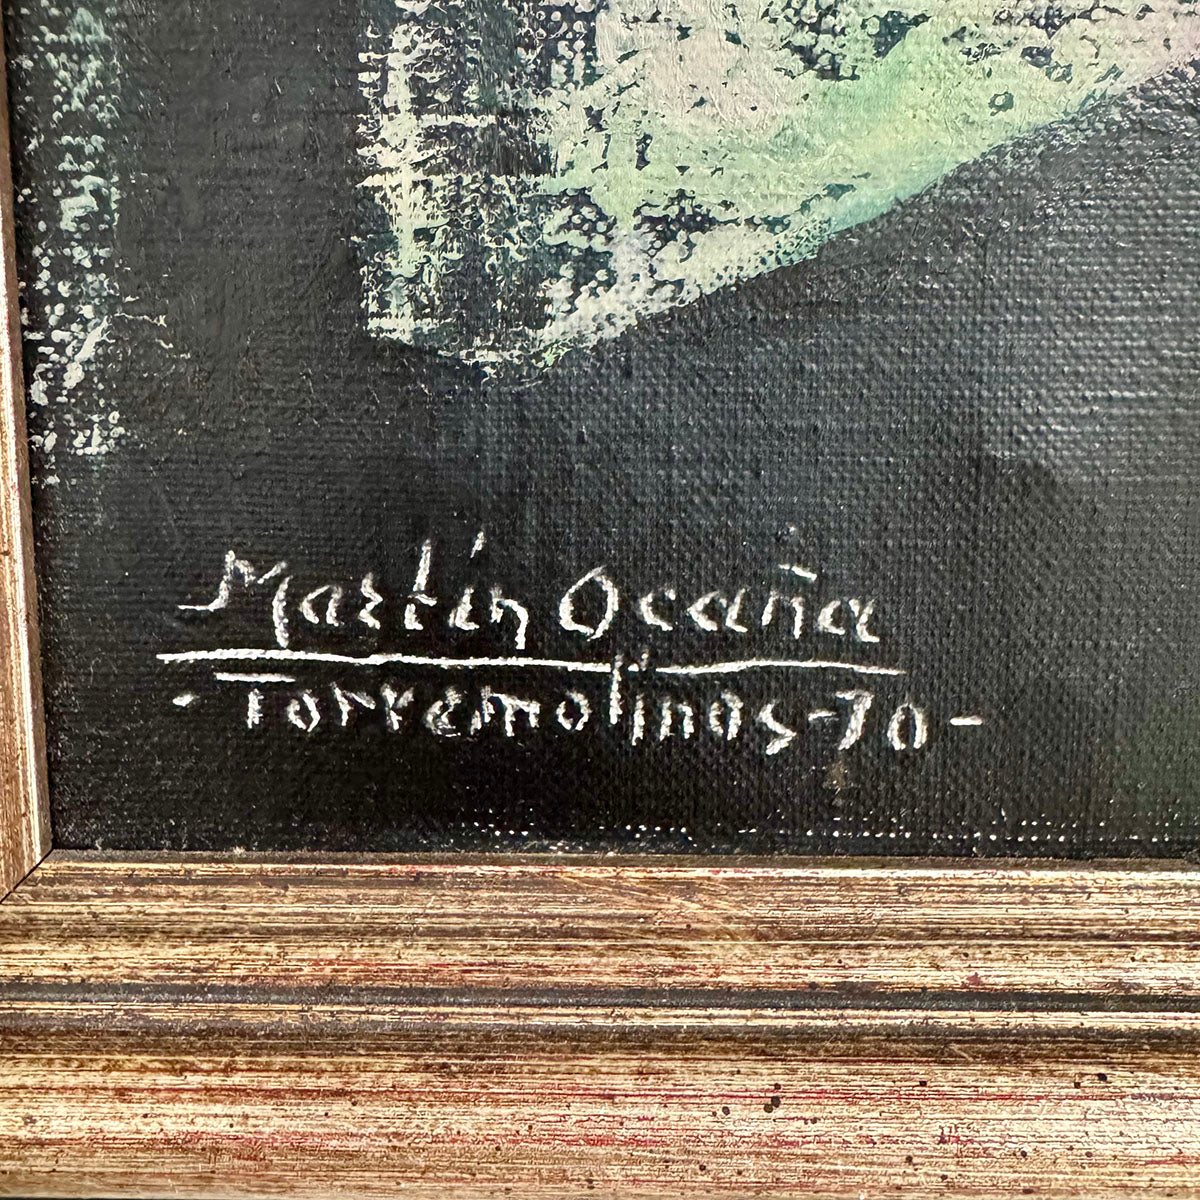 Martín Ocaña
- Torremolinos - 70 -